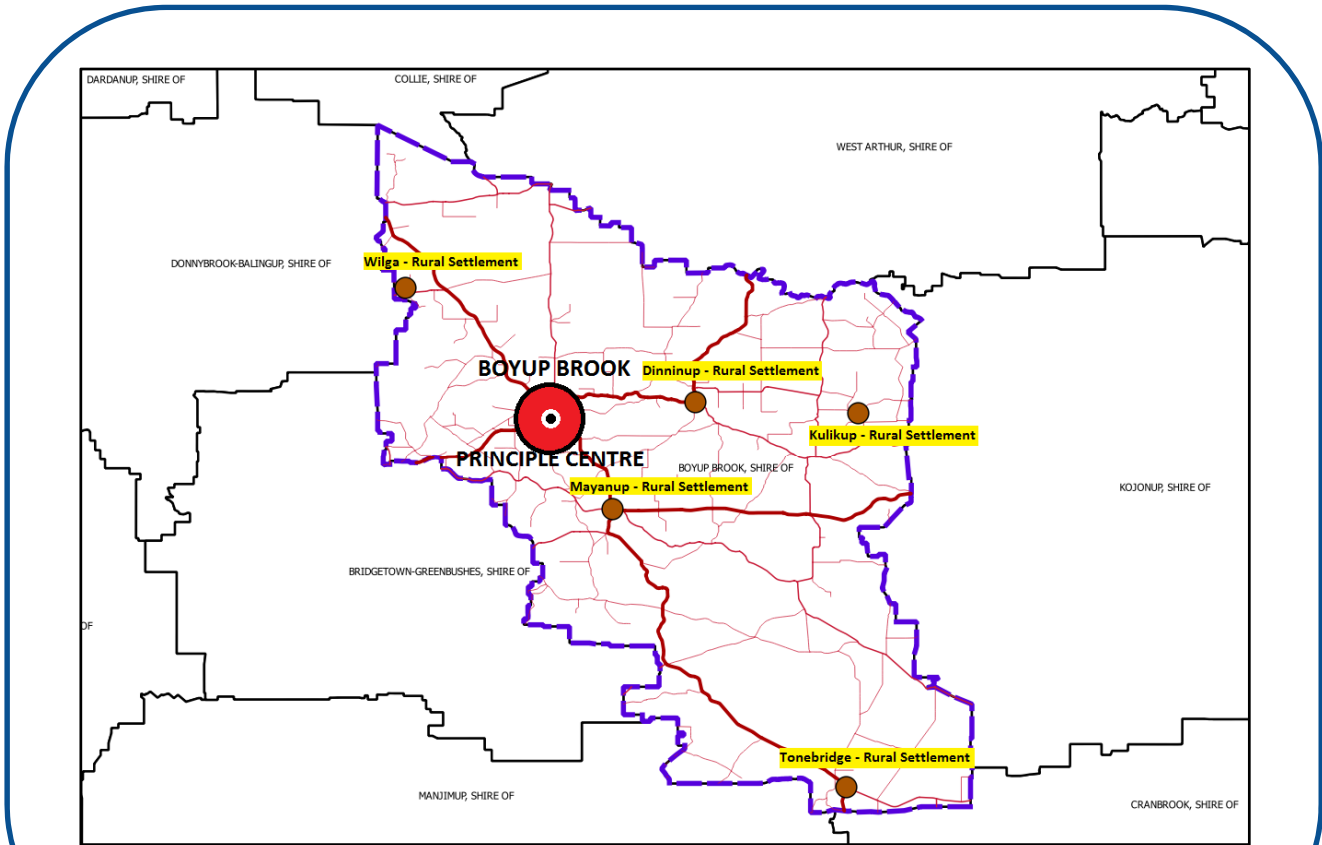 DARDANUP, SHIRE OF
COLLIE, SHIRE OF
WEST ARTHUR, SHIRE OF
DONNYBROOK-BALINGUP, SHIRE OF
Wilga - Rural Settlement
BOYUP BROOK
Dinninup - Rural Settlement
Kulikup - Rural Settlement
PRINCIPLE CENTRE
BOYUP BROOK, SHIRE OF
Mayanup - Rural Settlement
KOJONUP, SHIRE OF
BRIDGETOWN-GREENBUSHES, SHIRE OF
OF
Tonebridge - Rural Settlement
MANJIMUP, SHIRE OF
CRANBROOK, SHIRE OF